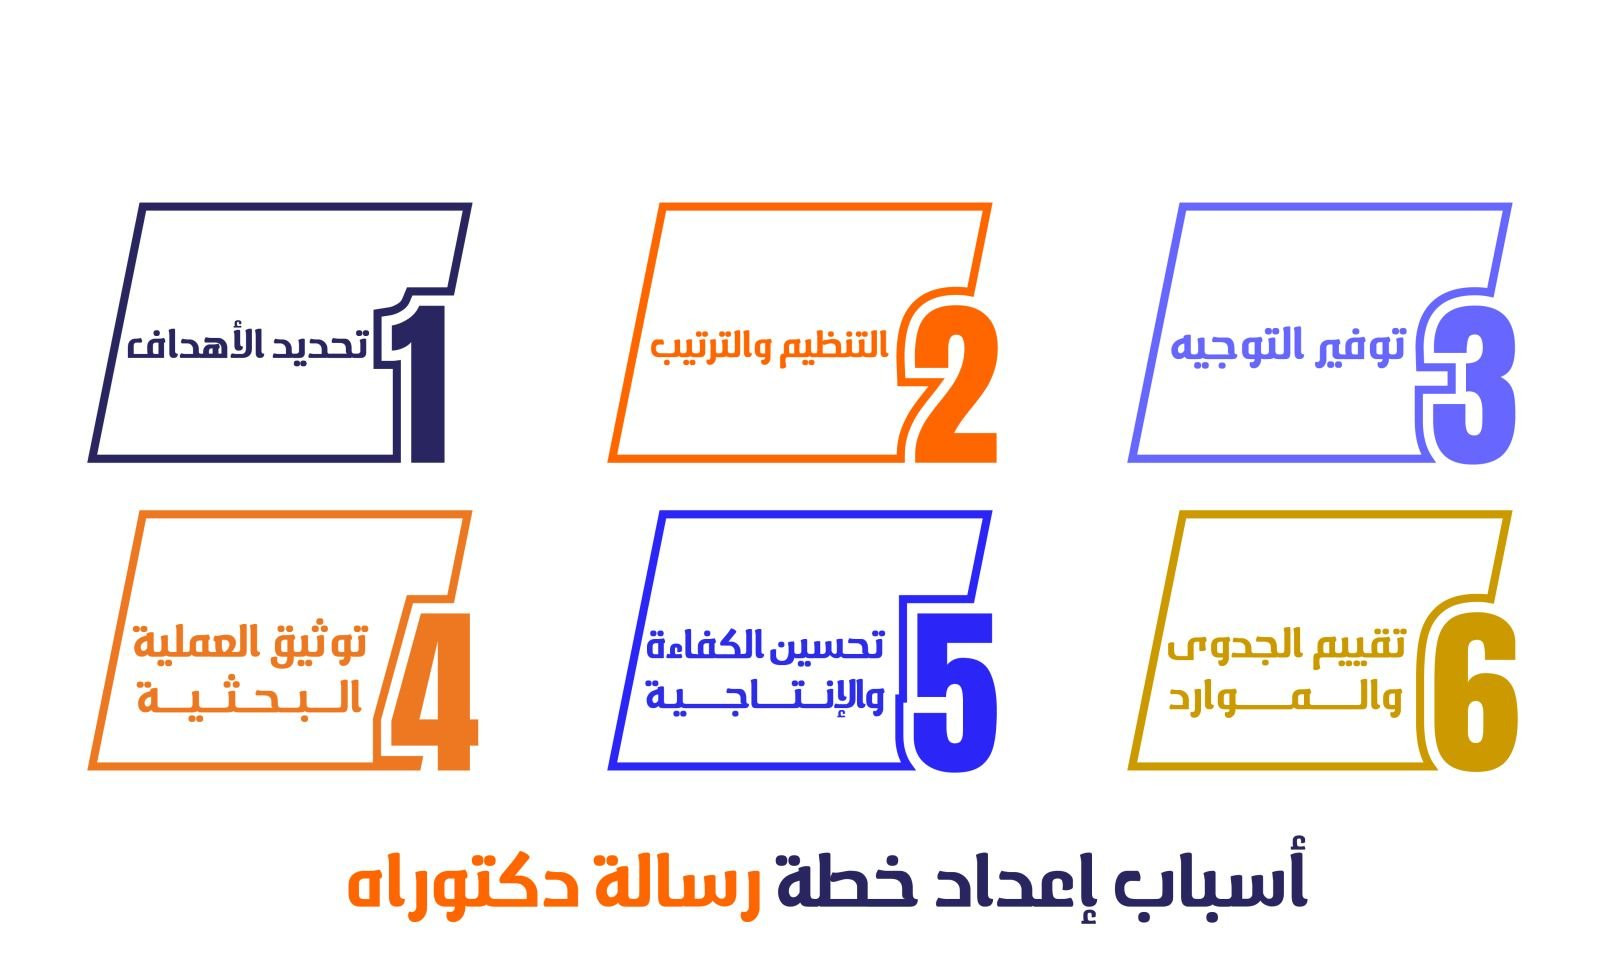 تحديد الأهداف
1
التنظيم والترتيب
2
توفير التوجيه
3
توثيق العملية
البحثية
4
تحسين الكفاءة
والإنتاجية
5
تقييم الجدوى
والموارد
6
أسباب إعداد خطة رسالة دكتوراه